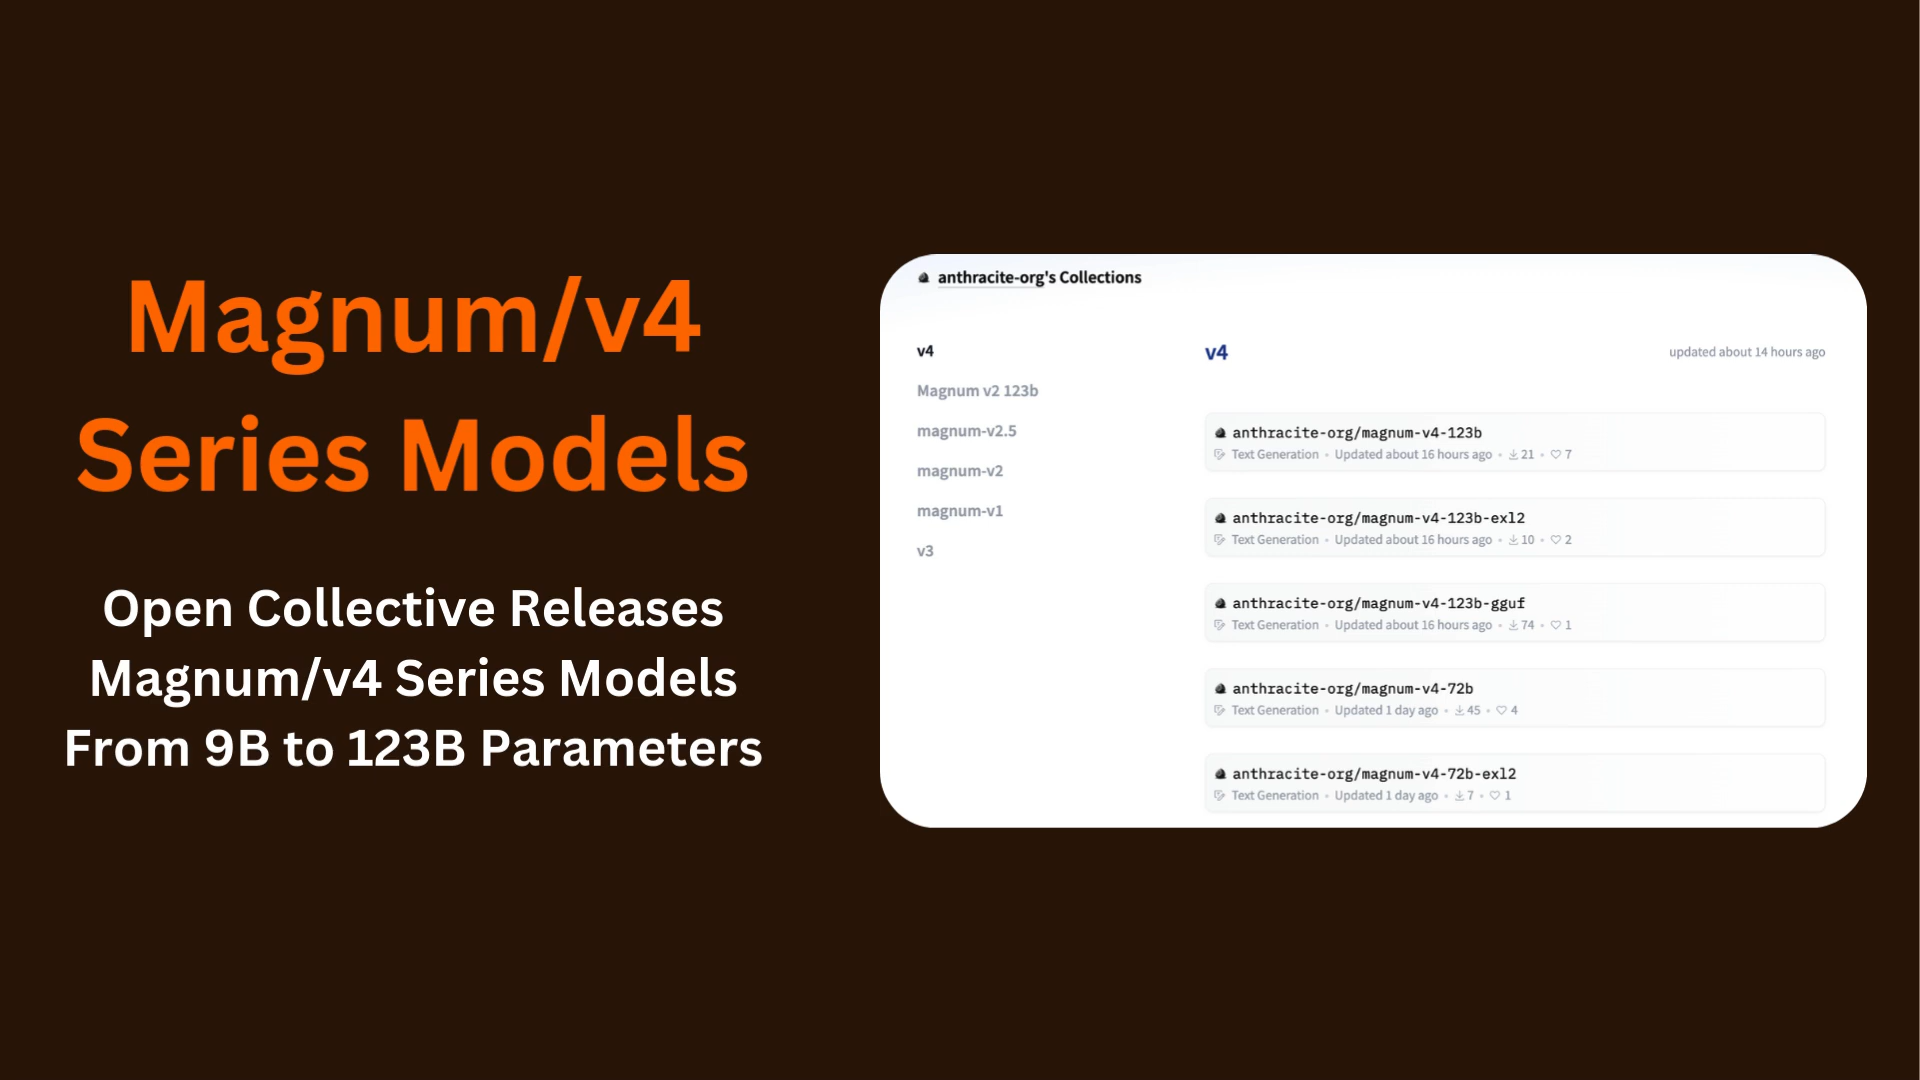 Magnum/v4
Series Models
Open Collective Releases
Magnum/v4 Series Models
From 9B to 123B Parameters
anthracite-org's Collections
v4
Magnum v2 123b
magnum-v2.5
magnum-v2
magnum-v1
v3
v4
updated about 14 hours ago
anthracite-org/magnum-v4-123b
Text Generation • Updated about 16 hours ago • 21 • 7
anthracite-org/magnum-v4-123b-exl2
Text Generation • Updated about 16 hours ago • 10 • 2
anthracite-org/magnum-v4-123b-gguf
Text Generation • Updated about 16 hours ago • 74 • 1
anthracite-org/magnum-v4-72b
Text Generation • Updated 1 day ago • 45 • 4
anthracite-org/magnum-v4-72b-exl2
Text Generation • Updated 1 day ago • 7 • 1